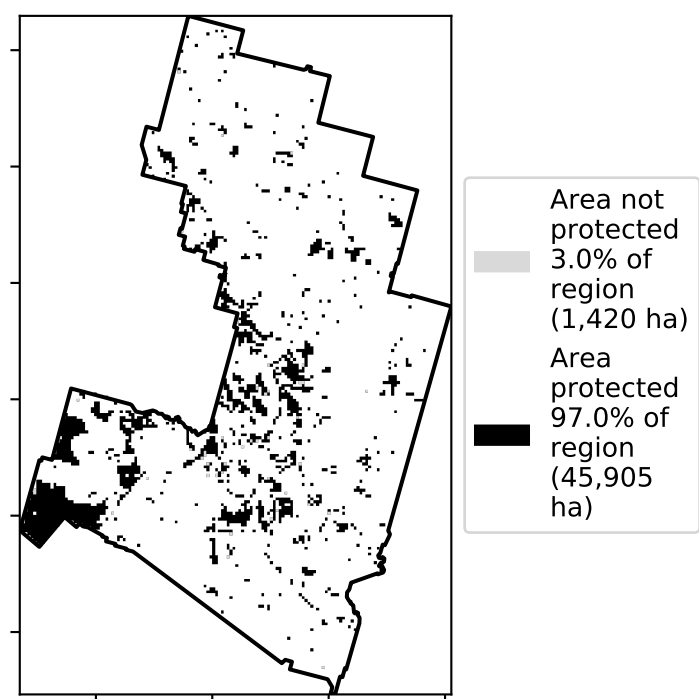 Area not
protected
3.0% of
region
(1,420 ha)
Area
protected
97.0% of
region
(45,905
ha)